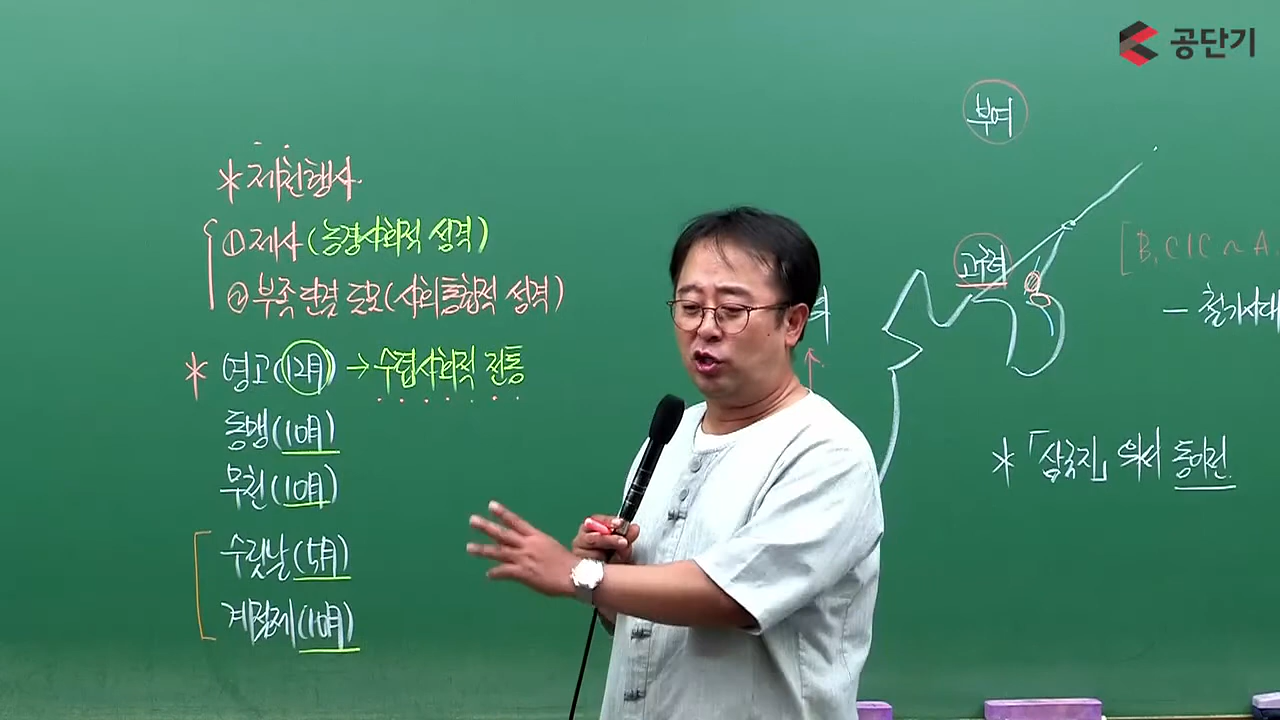 공단기
* 제천행사
① 제사 (농경사회적 성격)
② 부족 단결 도모 (사회통합적 성격)
* 영고 (12月) → 수렵사회적 전통
동맹 (10月)
무천 (10月)
수릿날 (5月)
계절제 (10月)
부여
고구려
[B, C1C ~ A.
- 철기시대
* 「삼국지」 위서 동이전